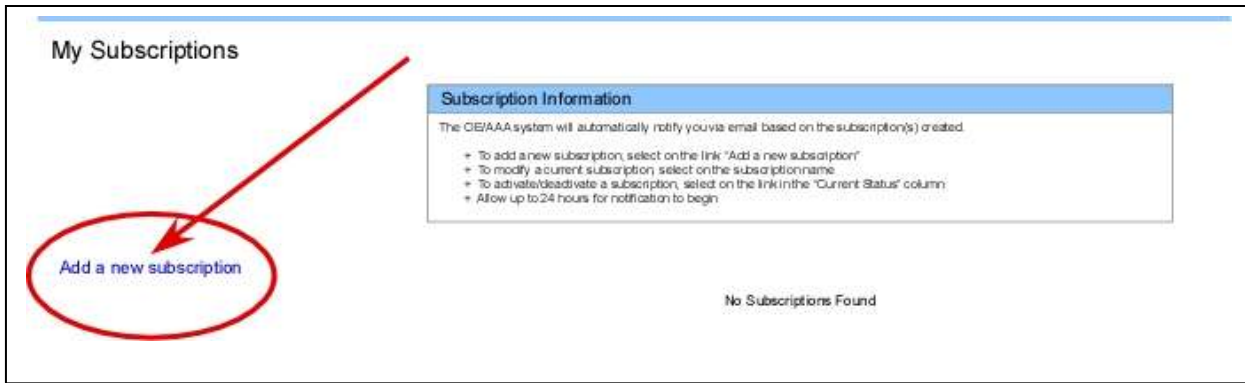 My Subscriptions
Subscription Information
The OE/AAA system will automatically notify you via email based on the subscription(s) created.
+ To add a new subscription, select on the link "Add a new subscription"
+ To modify a current subscription, select on the subscription name
+ To activate/deactivate a subscription, select on the link in the "Current Status" column
+ Allow up to 24 hours for notification to begin
Add a new subscription
No Subscriptions Found